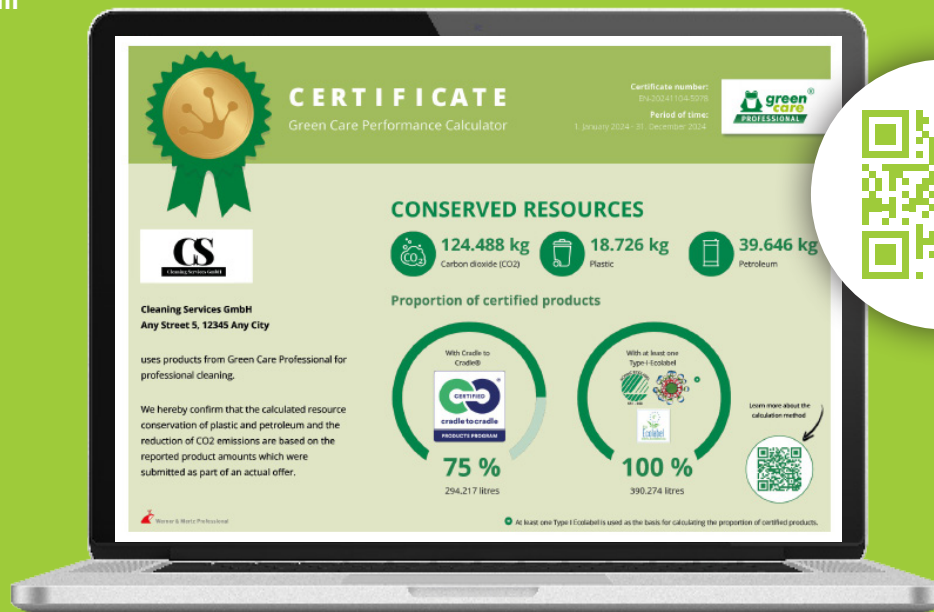 CERTIFICATE
Green Care Performance Calculator
Certificate number:
EN-20241104-5978
Period of time:
1. January 2024 - 31. December 2024
green
care
PROFESSIONAL
CS
Cleaning Services GmbH
Cleaning Services GmbH
Any Street 5, 12345 Any City
uses products from Green Care Professional for
professional cleaning.
We hereby confirm that the calculated resource
conservation of plastic and petroleum and the
reduction of CO2 emissions are based on the
reported product amounts which were
submitted as part of an actual offer.
Werner & Mertz Professional
CONSERVED RESOURCES
CO2
124.488 kg
Carbon dioxide (CO2)
18.726 kg
Plastic
39.646 kg
Petroleum
Proportion of certified products
With Cradle to
Cradle®
CERTIFIED
cradletocradle
PRODUCTS PROGRAM
75 %
294.217 litres
With at least one
Type-I-Ecolabel
Ecolabel
100 %
390.274 litres
Learn more about the
calculation method
At least one Type I Ecolabel is used as the basis for calculating the proportion of certified products.